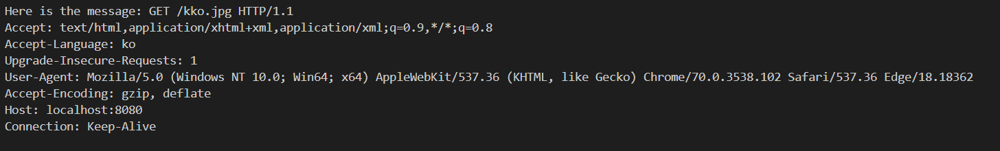 Here is the message: GET /kko.jpg HTTP/1.1
Accept: text/html,application/xhtml+xml,application/xml;q=0.9,*/*;q=0.8
Accept-Language: ko
Upgrade-Insecure-Requests: 1
User-Agent: Mozilla/5.0 (Windows NT 10.0; Win64; x64) AppleWebKit/537.36 (KHTML, like Gecko) Chrome/70.0.3538.102 Safari/537.36 Edge/18.18362
Accept-Encoding: gzip, deflate
Host: localhost:8080
Connection: Keep-Alive